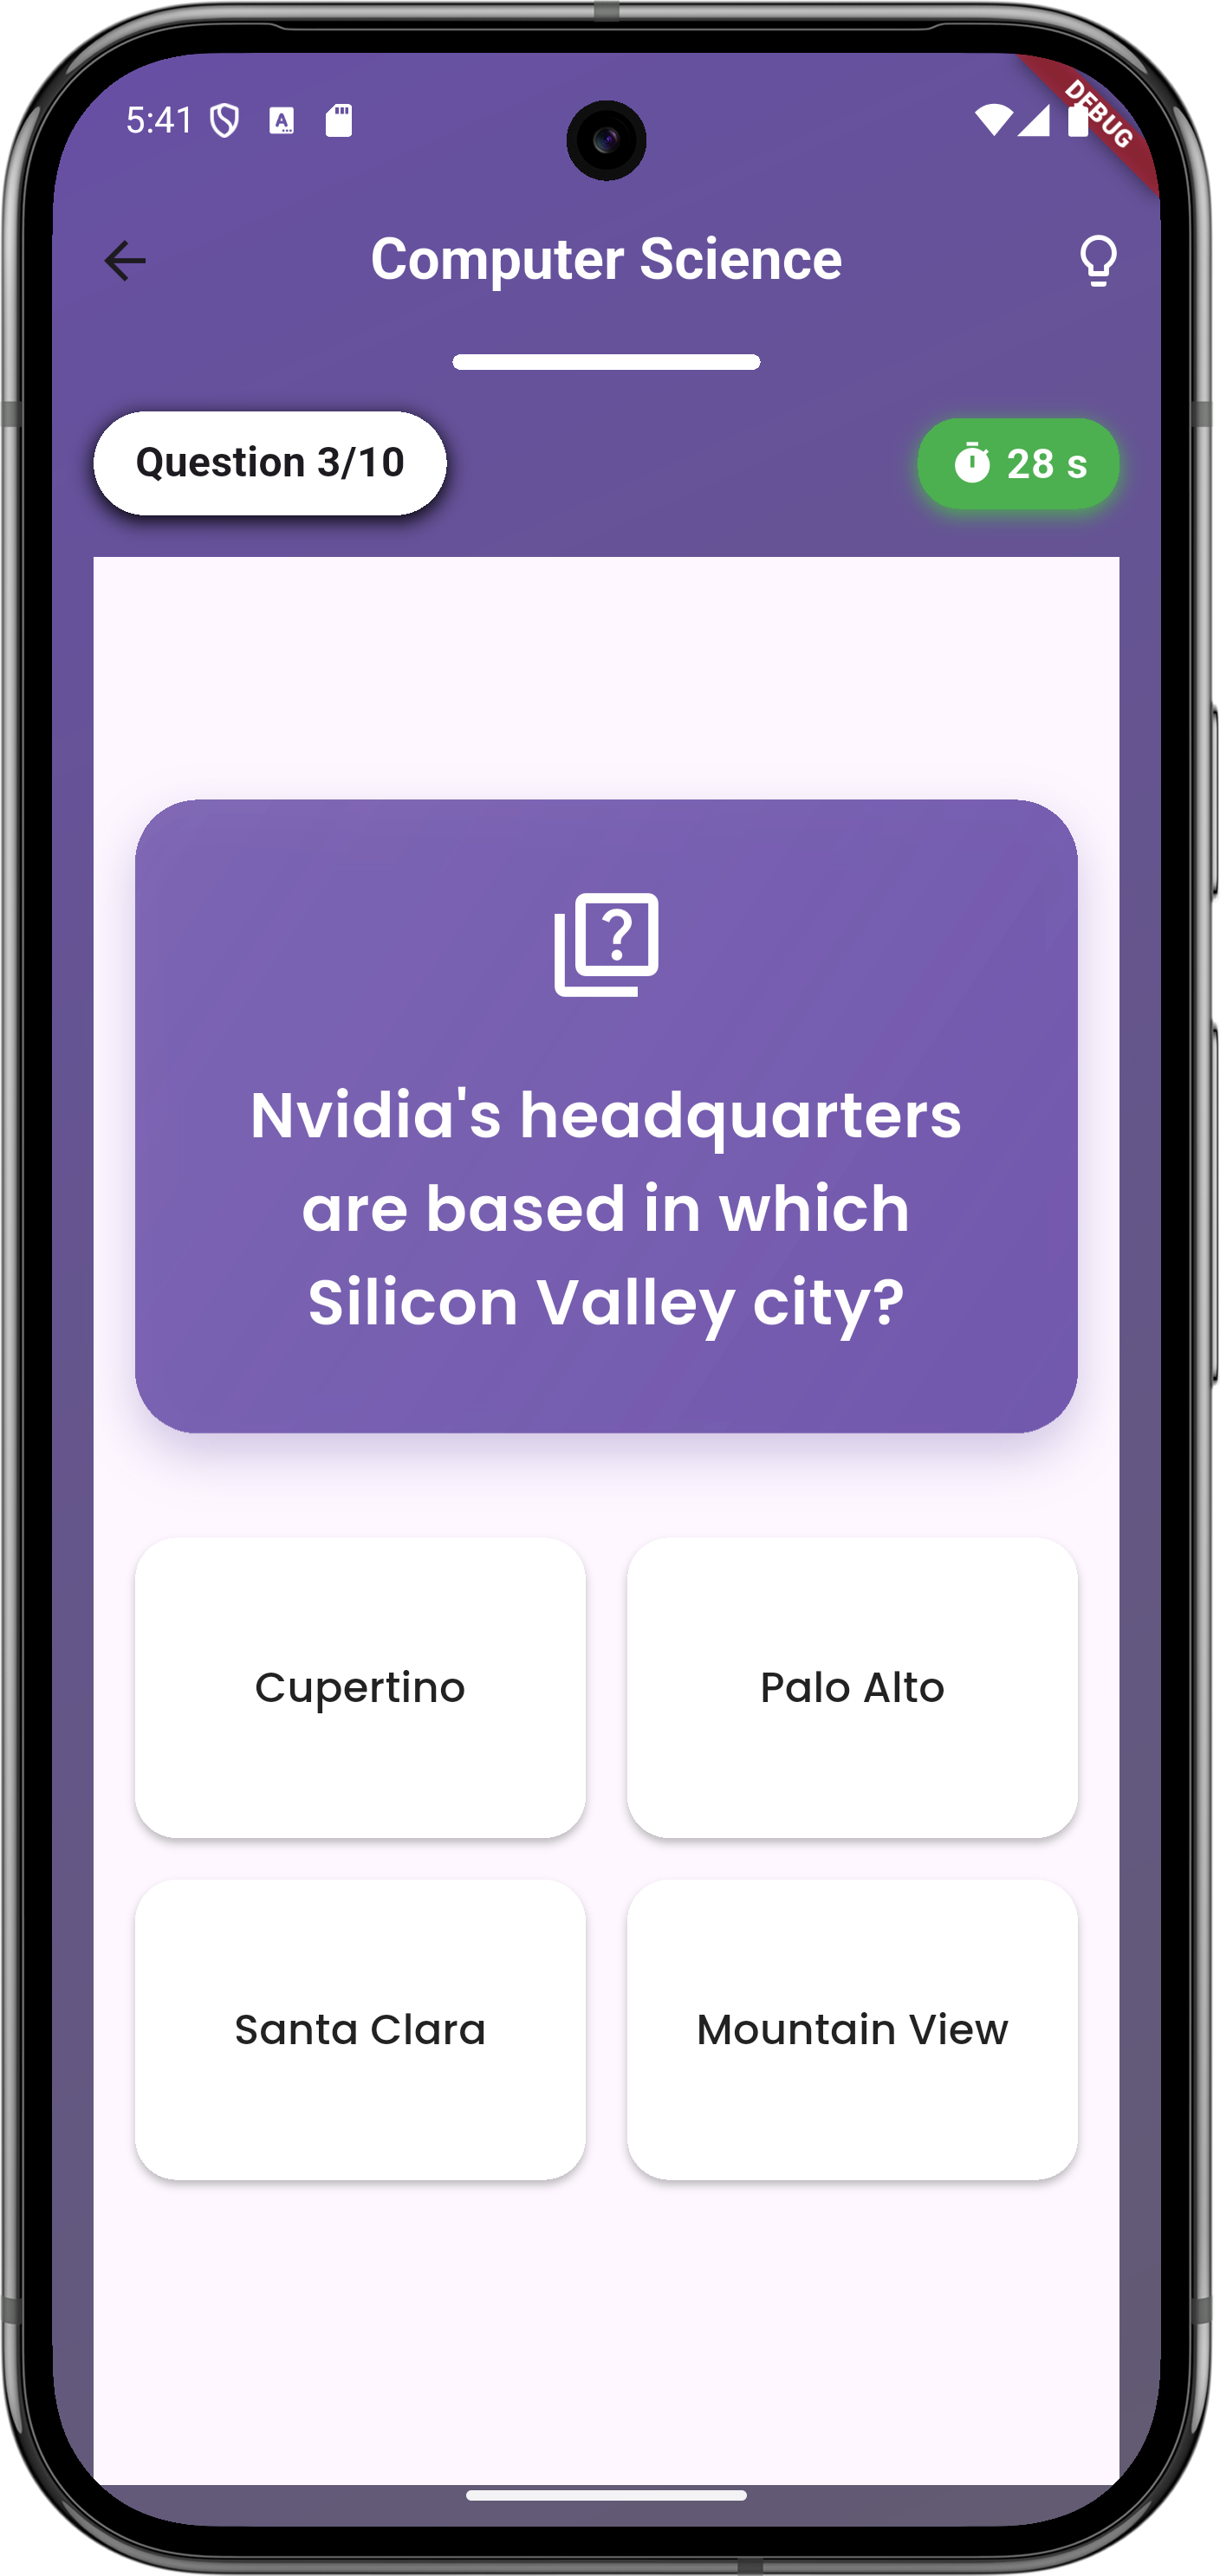 5:41
DEBUG
Computer Science
Question 3/10
28 s
Nvidia's headquarters
are based in which
Silicon Valley city?
Cupertino
Palo Alto
Santa Clara
Mountain View